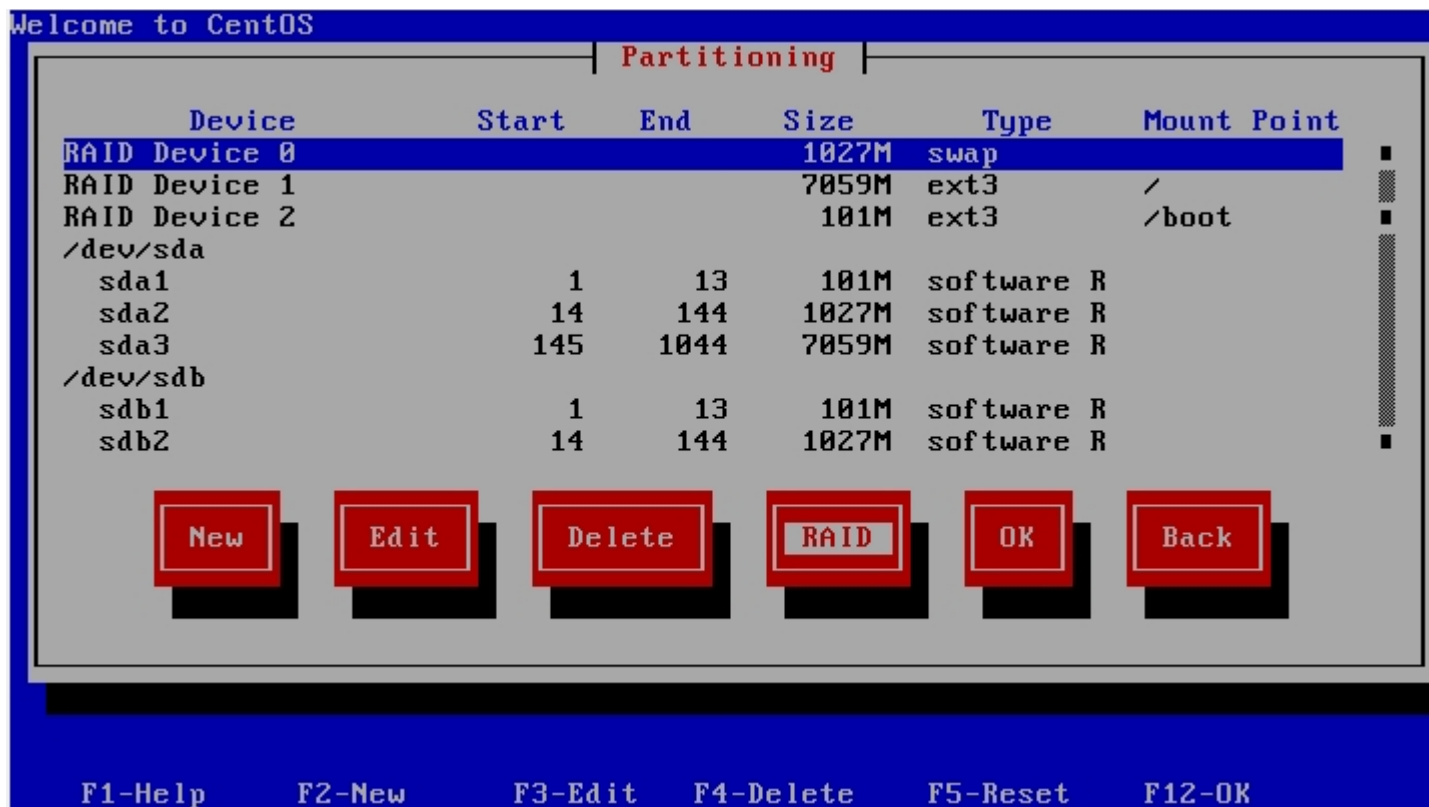 Welcome to CentOS
Partitioning
Device Start End Size Type Mount Point
RAID Device 0 1027M swap
RAID Device 1 7059M ext3 /
RAID Device 2 101M ext3 /boot
/dev/sda
sda1 1 13 101M software R
sda2 14 144 1027M software R
sda3 145 1044 7059M software R
/dev/sdb
sdb1 1 13 101M software R
sdb2 14 144 1027M software R
New Edit Delete RAID OK Back
F1-Help F2-New F3-Edit F4-Delete F5-Reset F12-OK